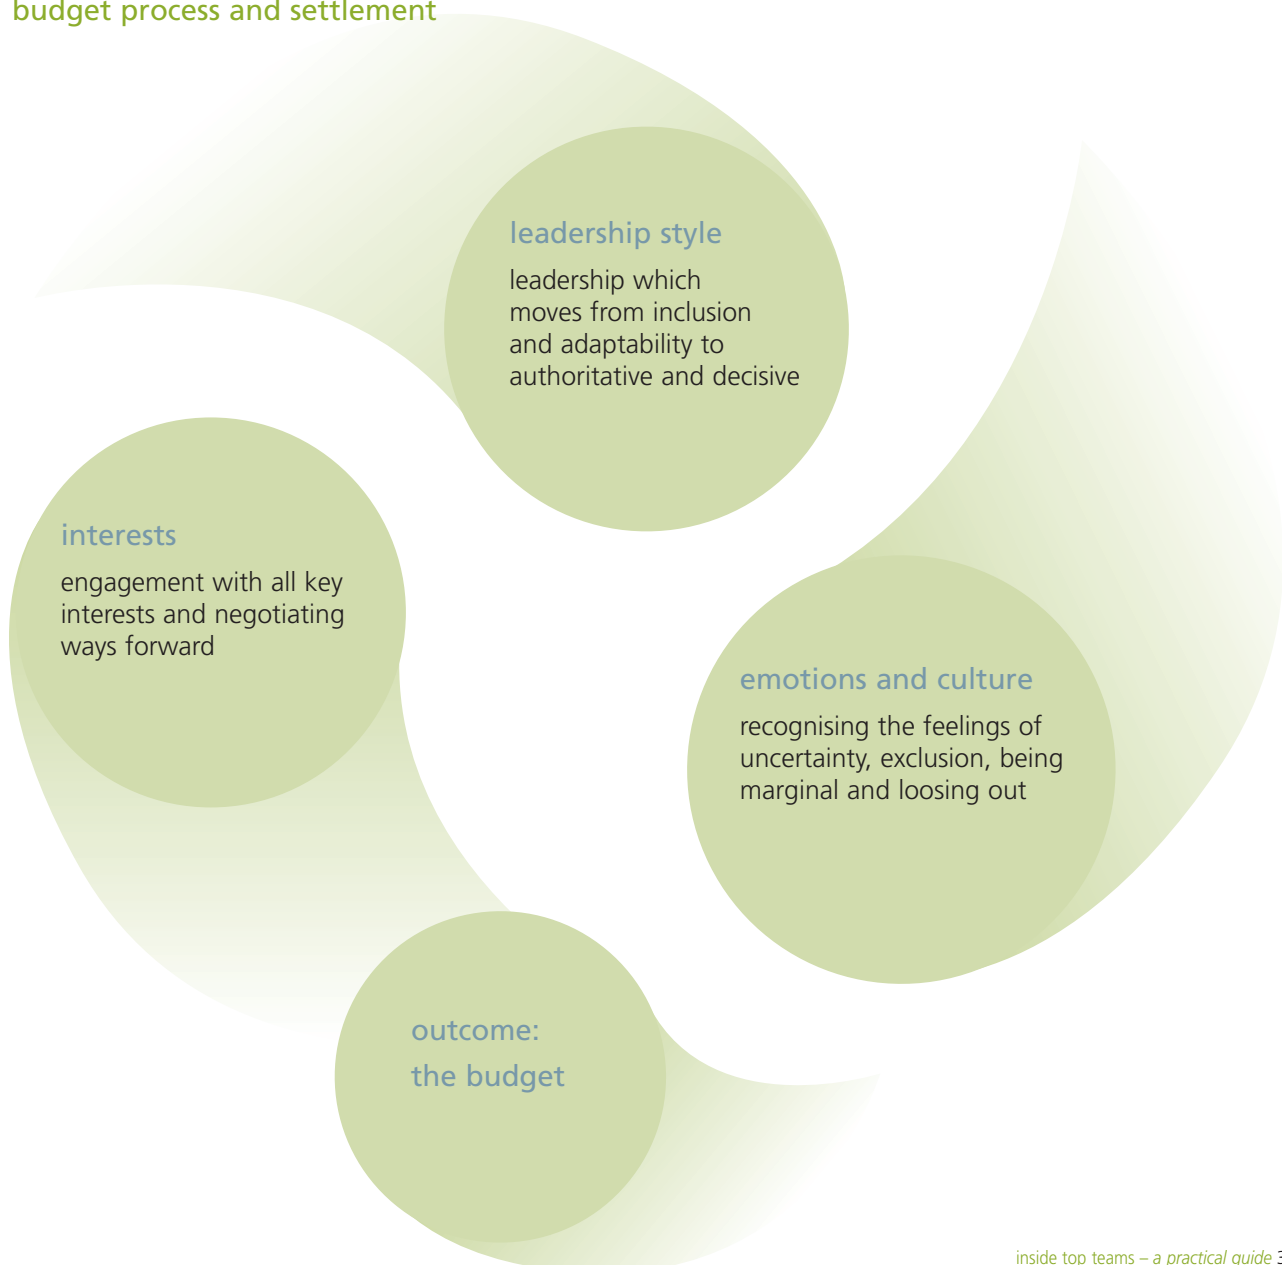 budget process and settlement
leadership style
leadership which
moves from inclusion
and adaptability to
authoritative and decisive
interests
engagement with all key
interests and negotiating
ways forward
emotions and culture
recognising the feelings of
uncertainty, exclusion, being
marginal and loosing out
outcome:
the budget
inside top teams – a practical guide 3